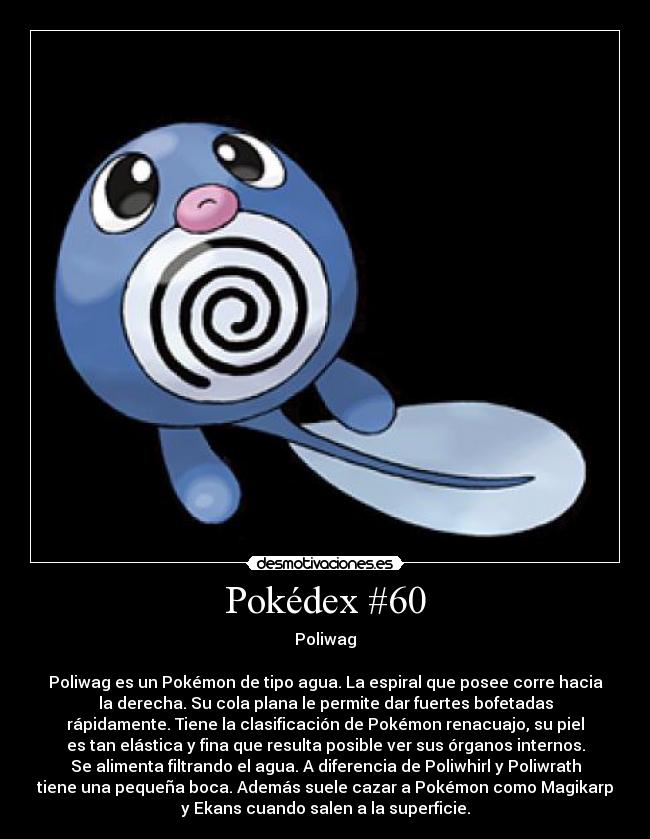 desmotivaciones.es
Pokédex #60
Poliwag
Poliwag es un Pokémon de tipo agua. La espiral que posee corre hacia
la derecha. Su cola plana le permite dar fuertes bofetadas
rápidamente. Tiene la clasificación de Pokémon renacuajo, su piel
es tan elástica y fina que resulta posible ver sus órganos internos.
Se alimenta filtrando el agua. A diferencia de Poliwhirl y Poliwrath
tiene una pequeña boca. Además suele cazar a Pokémon como Magikarp
y Ekans cuando salen a la superficie.